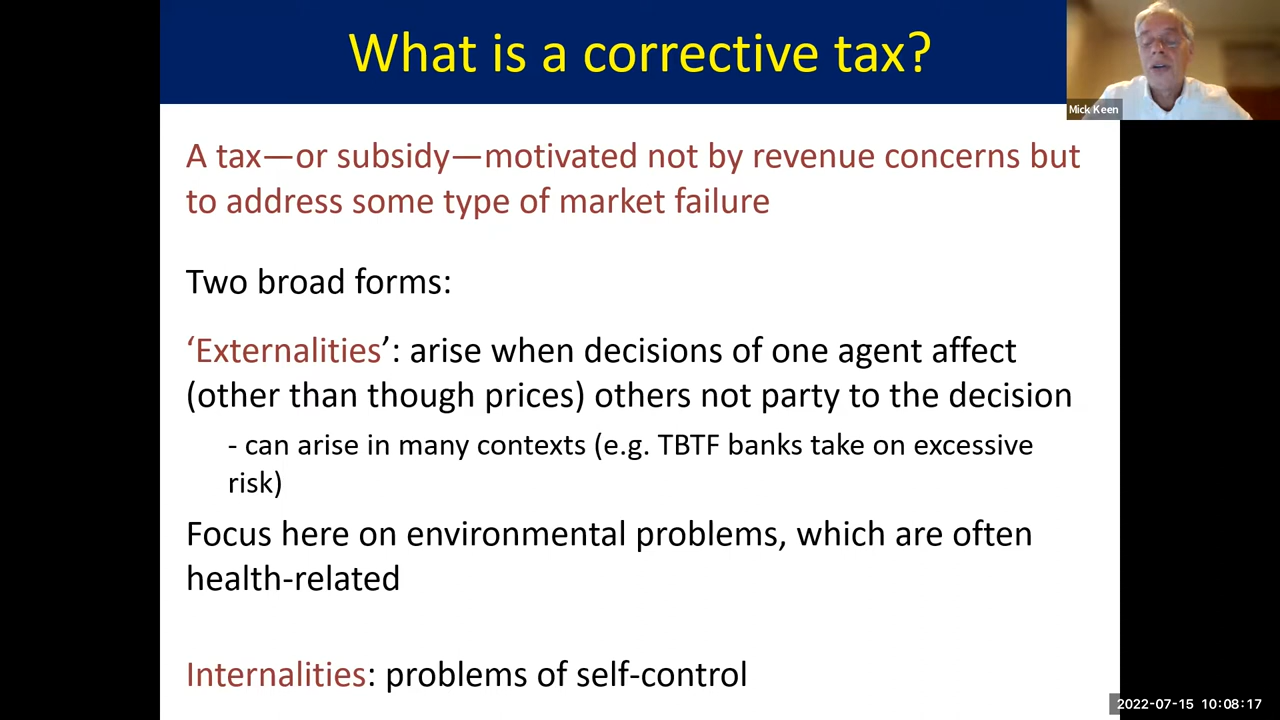 What is a corrective tax?
Mick Keen
A tax—or subsidy—motivated not by revenue concerns but
to address some type of market failure
Two broad forms:
‘Externalities’: arise when decisions of one agent affect
(other than though prices) others not party to the decision
- can arise in many contexts (e.g. TBTF banks take on excessive
risk)
Focus here on environmental problems, which are often
health-related
Internalities: problems of self-control
2022-07-15 10:08:17